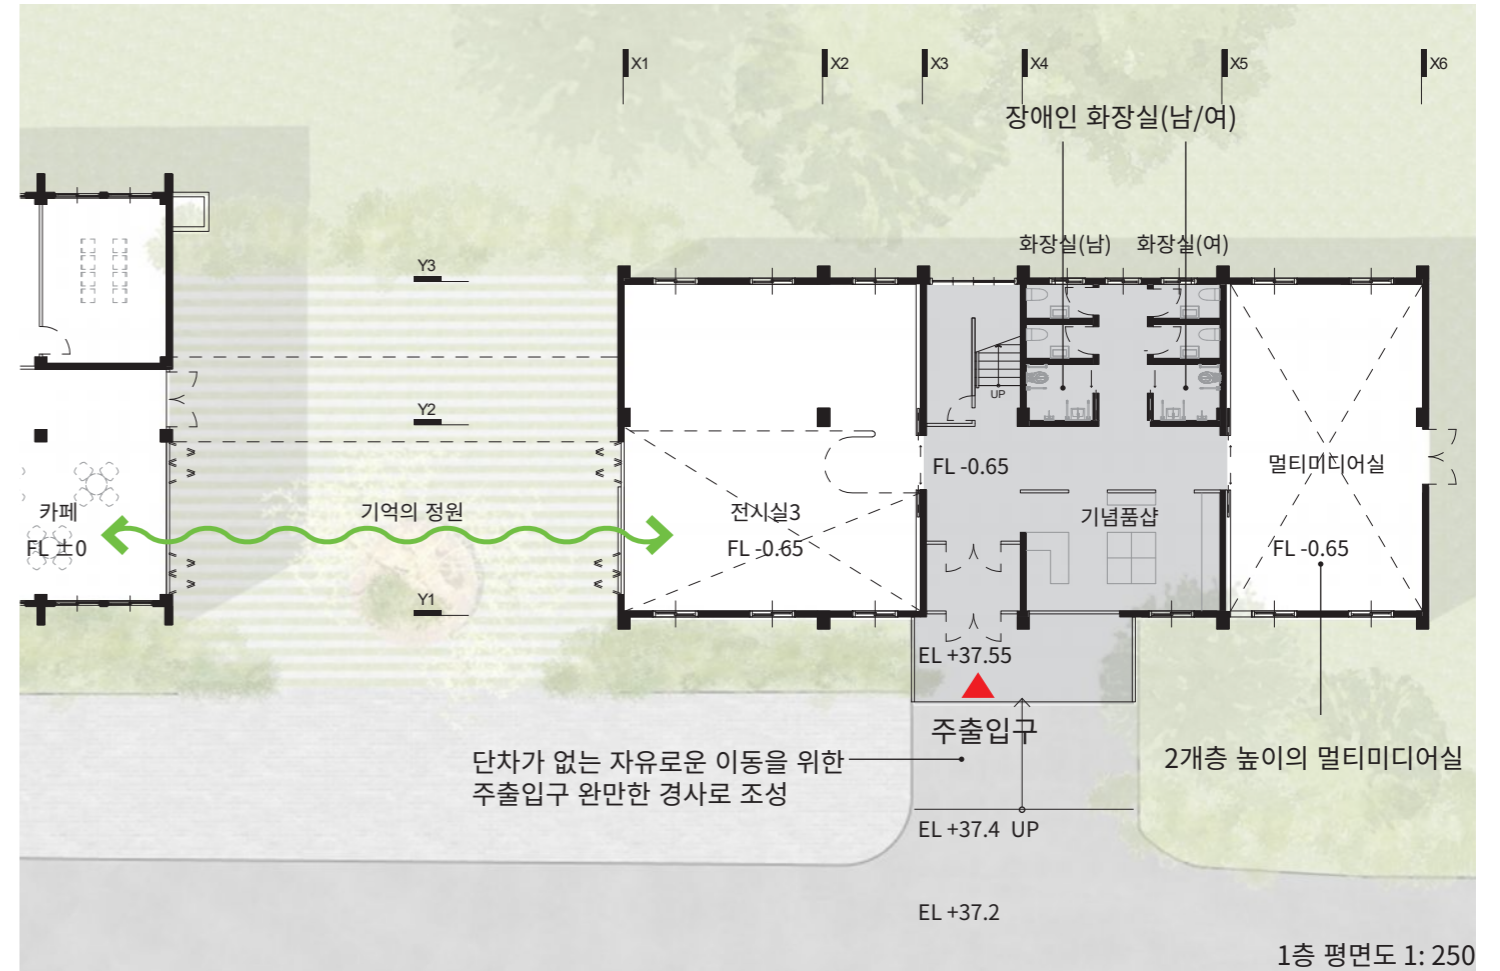 X1
X2
X3
X4
X5
X6
장애인 화장실(남/여)
화장실(남)
화장실(여)
Y3
UP
Y2
FL -0.65
멀티미디어실
카페
기억의 정원
전시실3
기념품샵
FL ±0
FL -0.65
FL -0.65
Y1
EL +37.55
주출입구
단차가 없는 자유로운 이동을 위한
주출입구 완만한 경사로 조성
2개층 높이의 멀티미디어실
EL +37.4 UP
EL +37.2
1층 평면도 1: 250